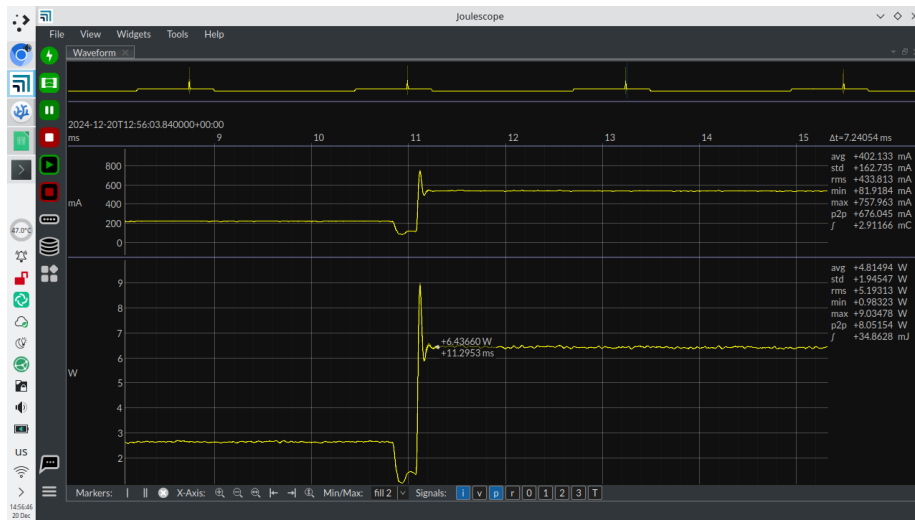 Joulescope
File View Widgets Tools Help
Waveform
2024-12-20T12:56:03.840000+00:00
ms 9 10 11 12 13 14 15 Δt=7.24054 ms
mA
800
600
400
200
0
avg +402.133 mA
std +162.735 mA
rms +433.813 mA
min +81.9184 mA
max +757.963 mA
p2p +676.045 mA
∫ +2.91166 mC
W
9
8
7
6
5
4
3
2
+6.43660 W
+11.2953 ms
avg +4.81494 W
std +1.94547 W
rms +5.19313 W
min +0.98323 W
max +9.03478 W
p2p +8.05154 W
∫ +34.8628 mJ
Markers: X-Axis: Min/Max: fill 2 Signals: i v p r 0 1 2 3 T
47.0°C
US
14:56:46
20 Dec